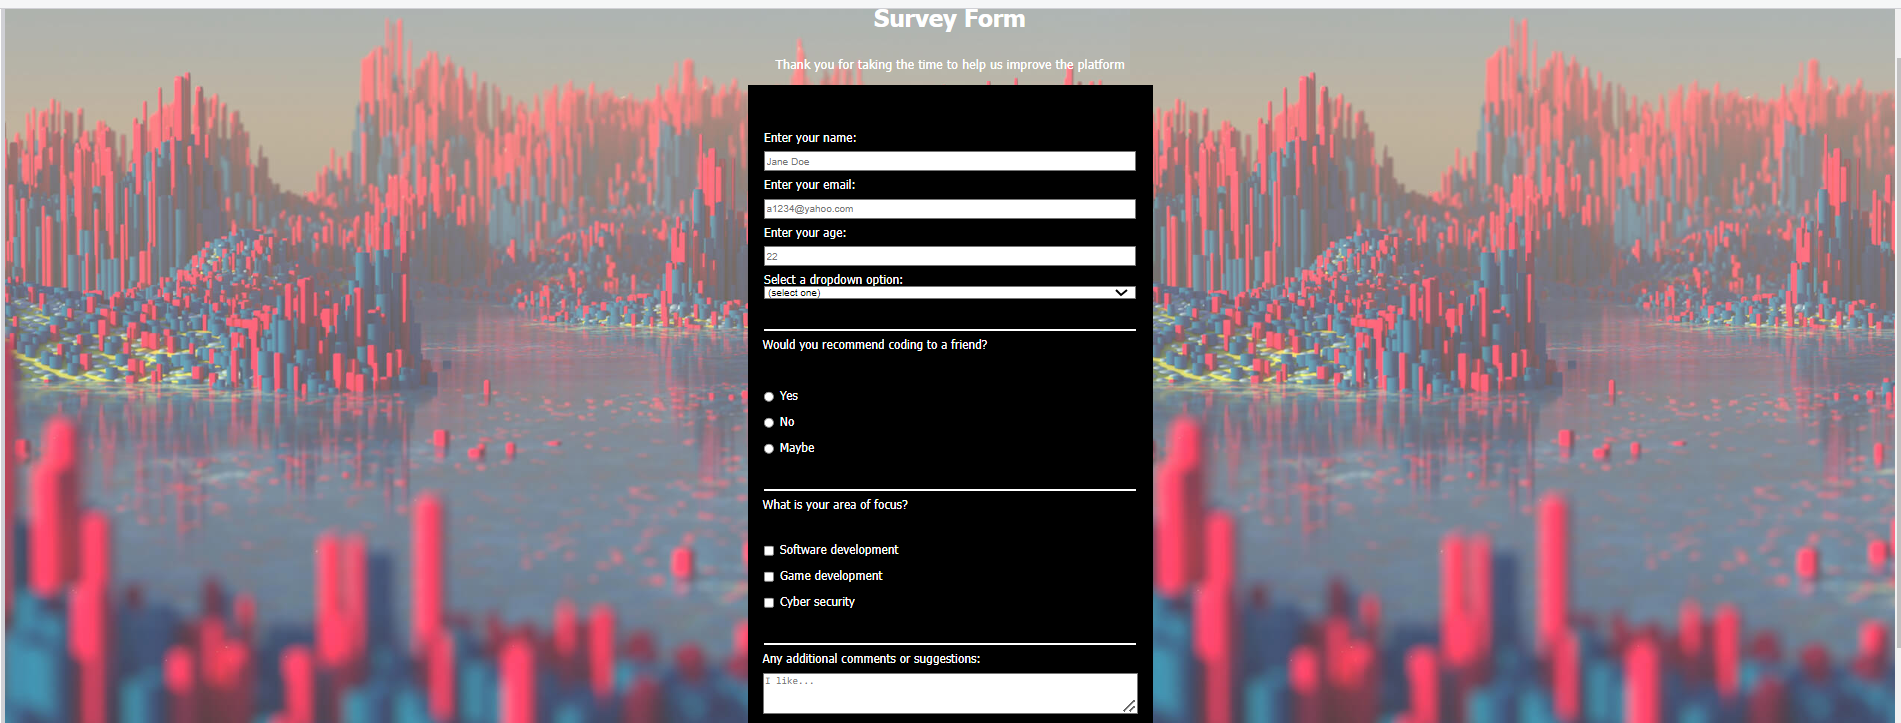 Survey Form
Thank you for taking the time to help us improve the platform
Enter your name:
Jane Doe
Enter your email:
a1234@yahoo.com
Enter your age:
22
Select a dropdown option:
(select one)
Would you recommend coding to a friend?
Yes
No
Maybe
What is your area of focus?
Software development
Game development
Cyber security
Any additional comments or suggestions:
I like...